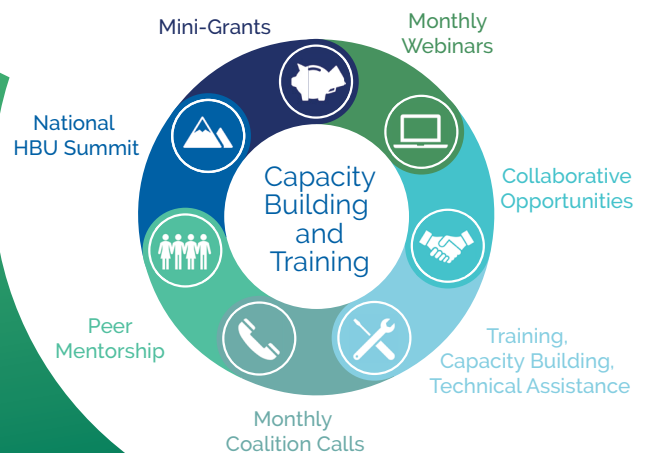 Mini-Grants
Monthly
Webinars
National
HBU Summit
Collaborative
Opportunities
Capacity
Building
and
Training
Peer
Mentorship
Training,
Capacity Building,
Technical Assistance
Monthly
Coalition Calls